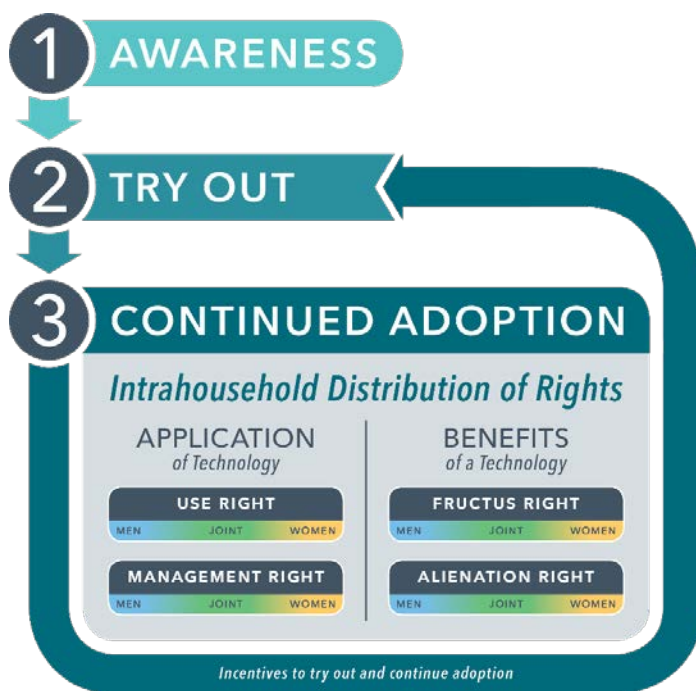 1 AWARENESS
2 TRY OUT
3 CONTINUED ADOPTION
Intrahousehold Distribution of Rights
APPLICATION
of Technology
USE RIGHT
MEN JOINT WOMEN
MANAGEMENT RIGHT
MEN JOINT WOMEN
BENEFITS
of a Technology
FRUCTUS RIGHT
MEN JOINT WOMEN
ALIENATION RIGHT
MEN JOINT WOMEN
Incentives to try out and continue adoption